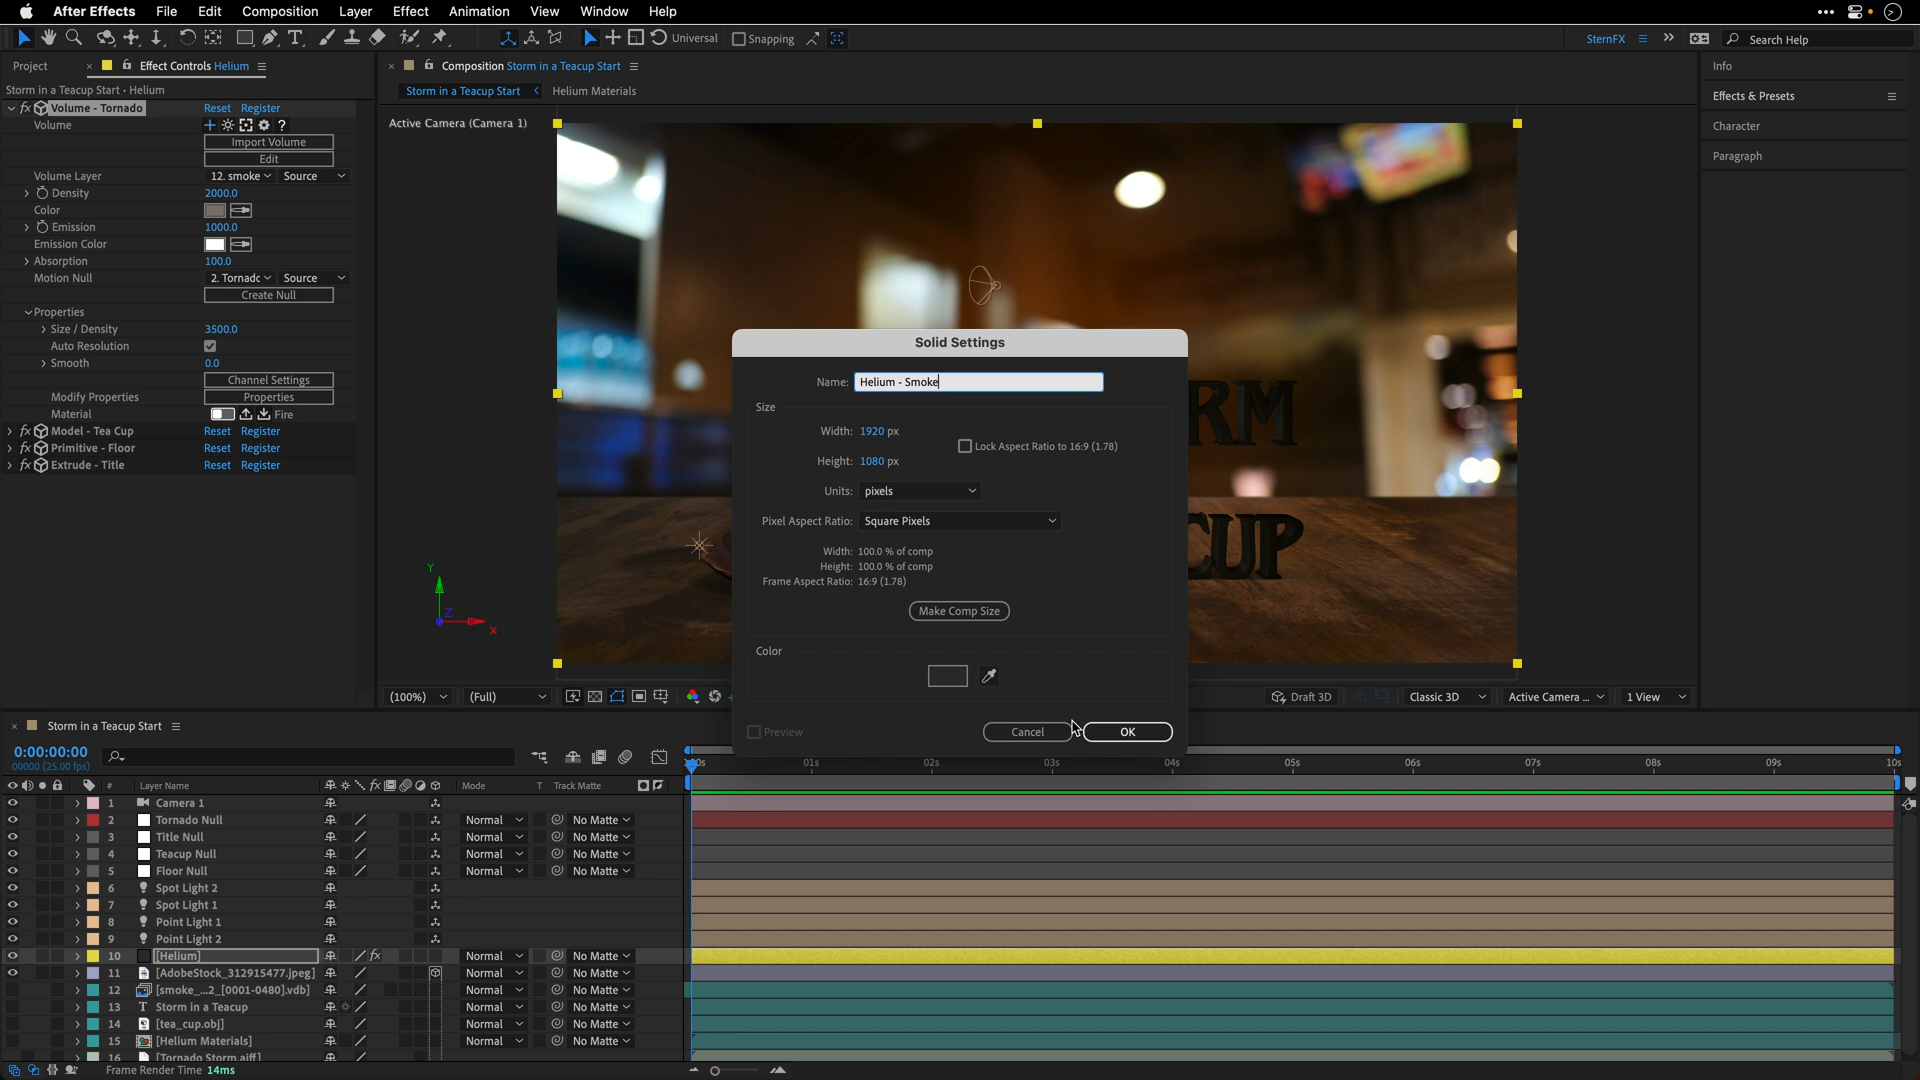 After Effects File Edit Composition Layer Effect Animation View Window Help
Universal Snapping SternFX Search Help
Project Effect Controls Helium
Storm in a Teacup Start • Helium
Volume - Tornado Reset Register
Volume
Import Volume
Edit
Volume Layer 12. smoke Source
Density 2000.0
Color
Emission 1000.0
Emission Color
Absorption 100.0
Motion Null 2. Tornadc Source
Create Null
Properties
Size / Density 3500.0
Auto Resolution
Smooth 0.0
Channel Settings
Modify Properties Properties
Material Fire
Model - Tea Cup Reset Register
Primitive - Floor Reset Register
Extrude - Title Reset Register
Composition Storm in a Teacup Start
Storm in a Teacup Start Helium Materials
Active Camera (Camera 1)
RM
CUP
Y
Z
X
(100%) (Full) Draft 3D Classic 3D Active Camera ... 1 View
Info
Effects & Presets
Character
Paragraph
Solid Settings
Name: Helium - Smoke
Size
Width: 1920 px
Lock Aspect Ratio to 16:9 (1.78)
Height: 1080 px
Units: pixels
Pixel Aspect Ratio: Square Pixels
Width: 100.0 % of comp
Height: 100.0 % of comp
Frame Aspect Ratio: 16:9 (1.78)
Make Comp Size
Color
Preview Cancel OK
Storm in a Teacup Start
0:00:00:00
00000 (25.00 fps)
01s 02s 03s 04s 05s 06s 07s 08s 09s 10s
# Layer Name Mode T Track Matte
1 Camera 1
2 Tornado Null Normal No Matte
3 Title Null Normal No Matte
4 Teacup Null Normal No Matte
5 Floor Null Normal No Matte
6 Spot Light 2
7 Spot Light 1
8 Point Light 1
9 Point Light 2
10 [Helium] Normal No Matte
11 [AdobeStock_312915477.jpeg] Normal No Matte
12 [smoke_...2_[0001-0480].vdb] Normal No Matte
13 T Storm in a Teacup Normal No Matte
14 [tea_cup.obj] Normal No Matte
15 [Helium Materials] Normal No Matte
16 [Tornado Storm.aiff]
Frame Render Time 14ms